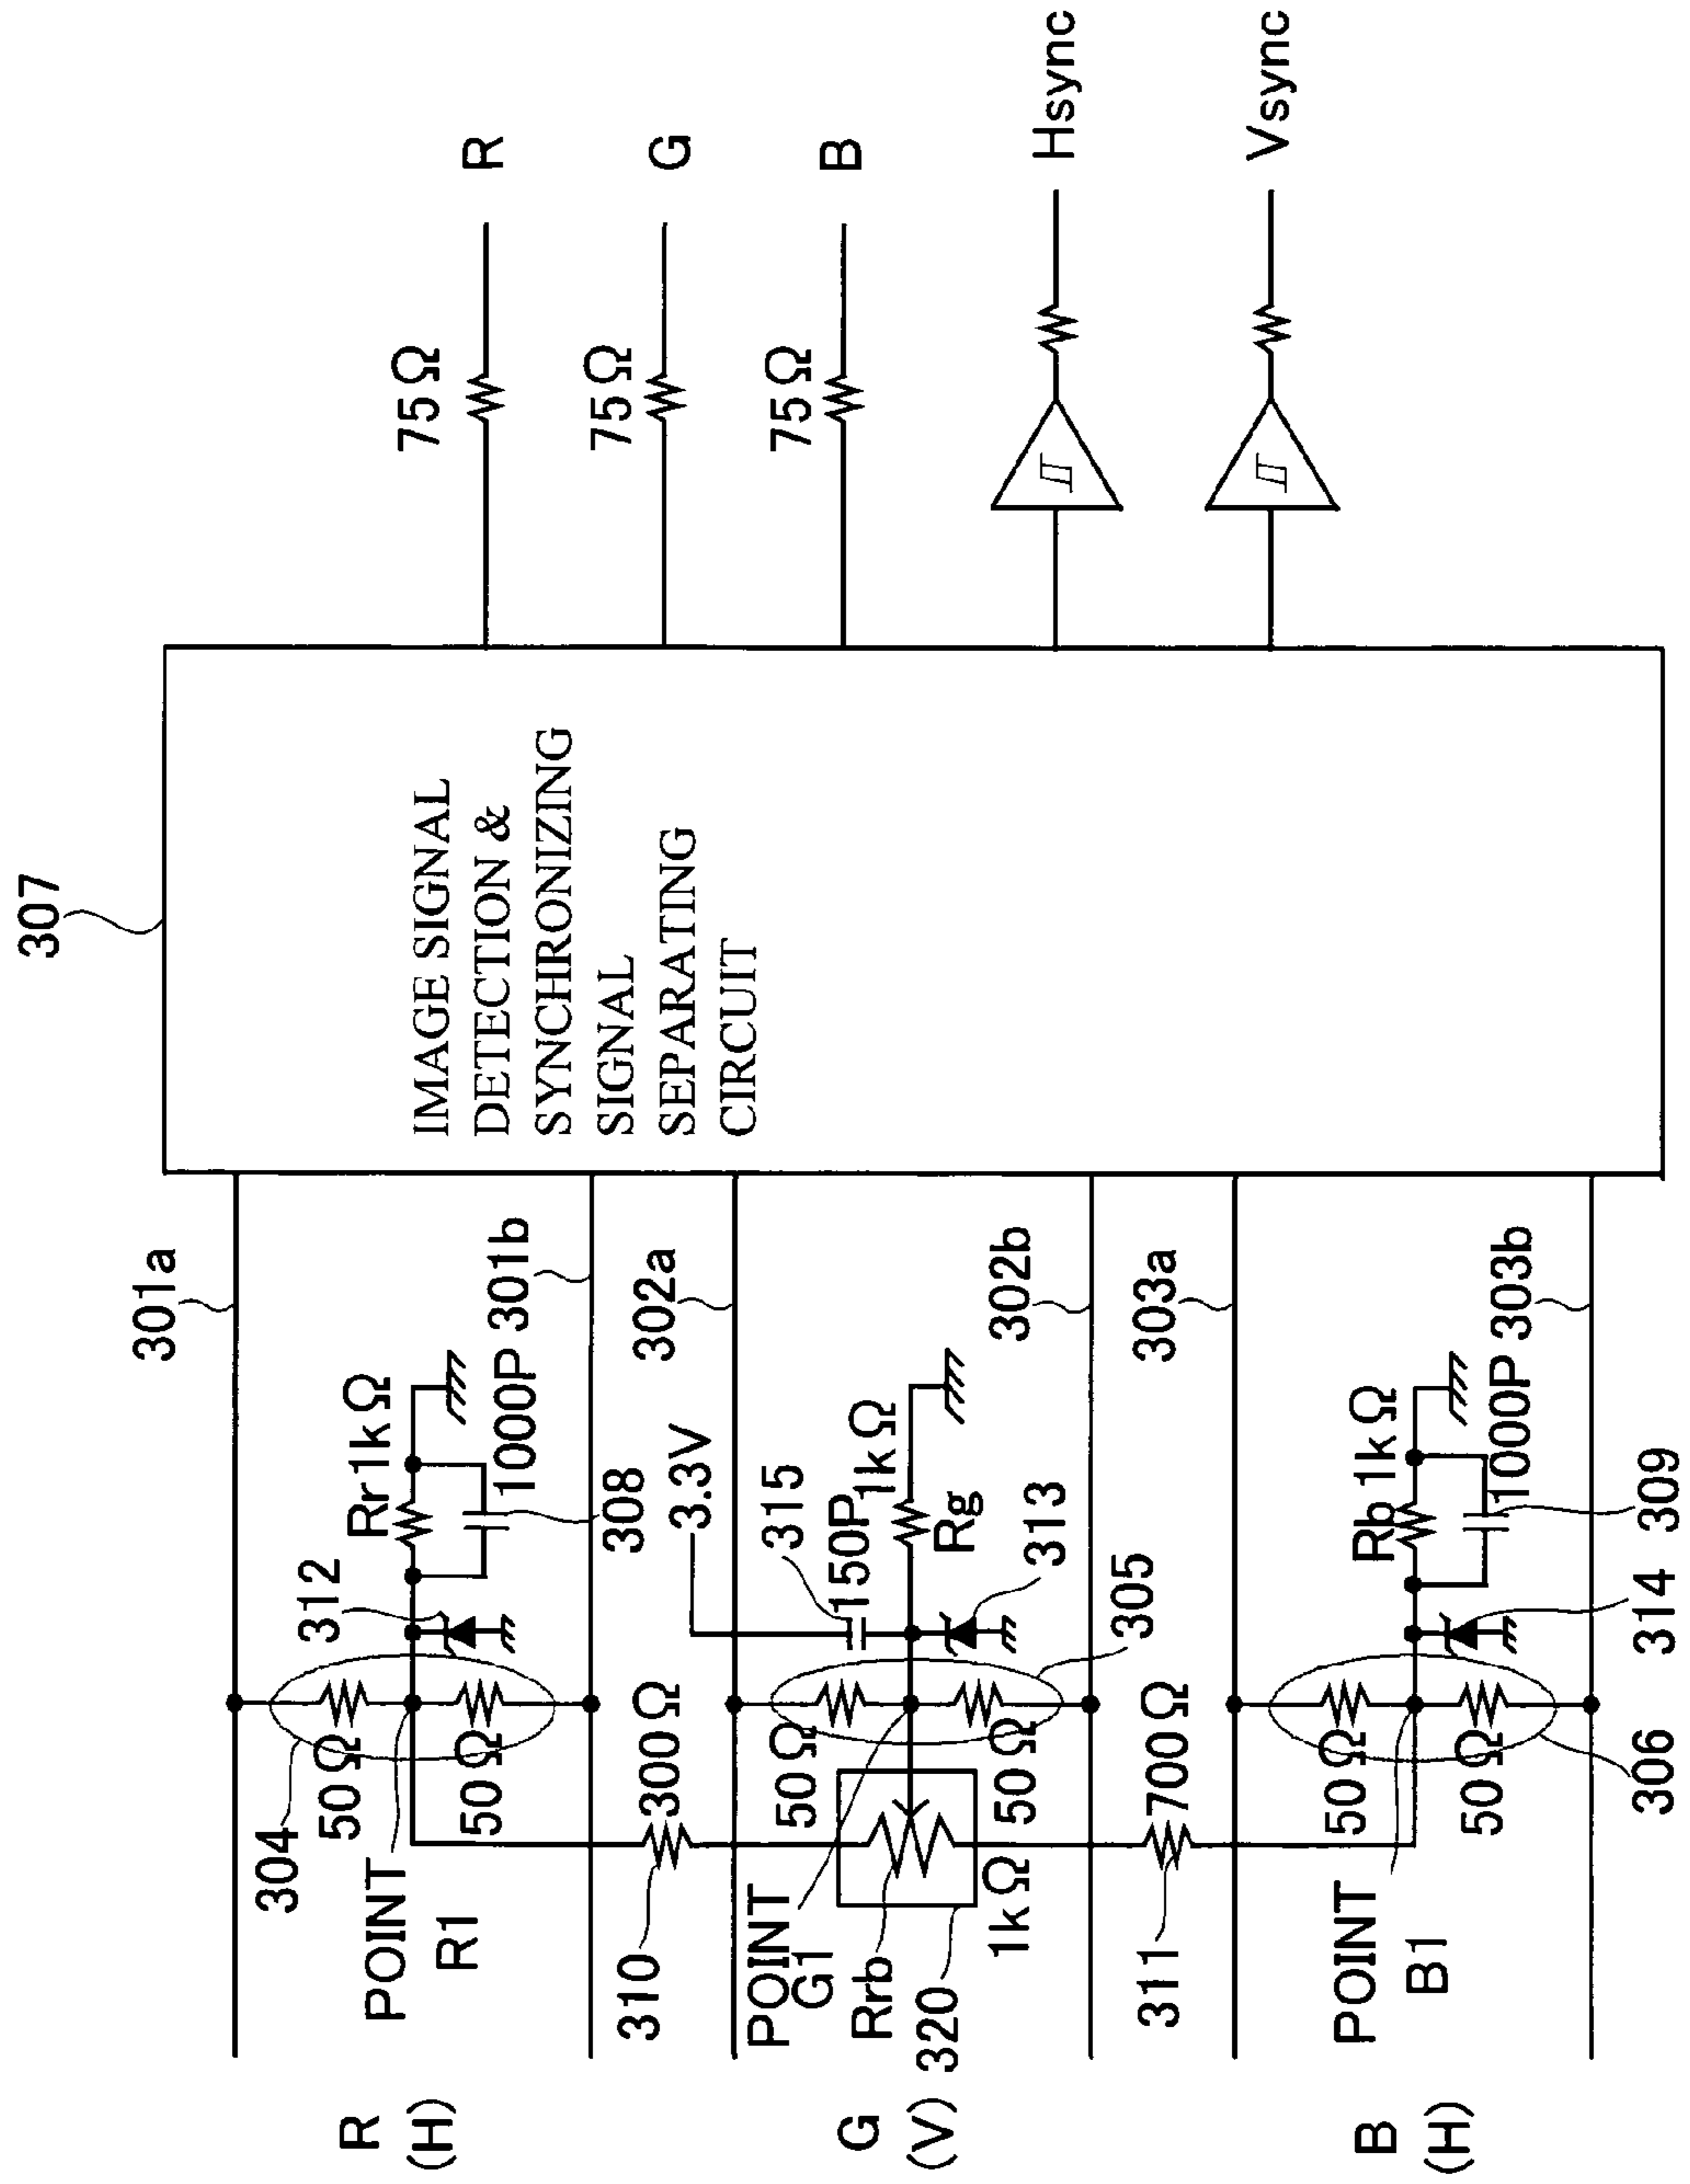 307
IMAGE SIGNAL
DETECTION &
SYNCHRONIZING
SIGNAL
SEPARATING
CIRCUIT
75Ω
R
75Ω
G
75Ω
B
Hsync
Vsync
R
(H)
304
POINT
R1
50Ω
50Ω
312
Rr1kΩ
1000P
308
301a
301b
310
300Ω
3.3V
302a
G
(V)
POINT
G1
Rrb
320
1kΩ
50Ω
50Ω
315
150P
1kΩ
Rg
313
305
302b
311
700Ω
303a
B
(H)
POINT
B1
50Ω
50Ω
306
314
Rb1kΩ
1000P
309
303b